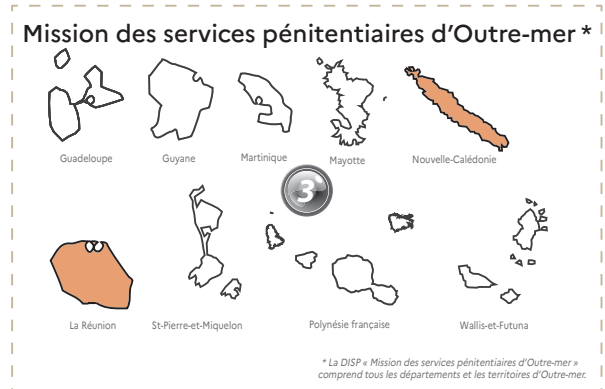 Mission des services pénitentiaires d'Outre-mer *
Guadeloupe
Guyane
Martinique
Mayotte
Nouvelle-Calédonie
3
La Réunion
St-Pierre-et-Miquelon
Polynésie française
Wallis-et-Futuna
* La DISP « Mission des services pénitentiaires d'Outre-mer »
comprend tous les départements et les territoires d'Outre-mer.